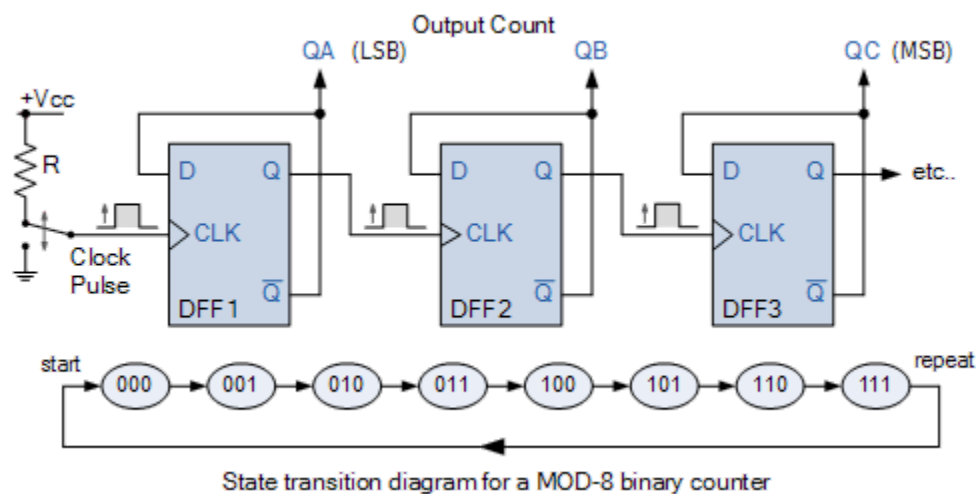 Output Count
QA (LSB)
QB
QC (MSB)
+Vcc
R
D Q
D Q
D Q
etc..
CLK
CLK
CLK
Clock
Pulse
Q̅
Q̅
Q̅
DFF1
DFF2
DFF3
start
repeat
000 001 010 011 100 101 110 111
State transition diagram for a MOD-8 binary counter